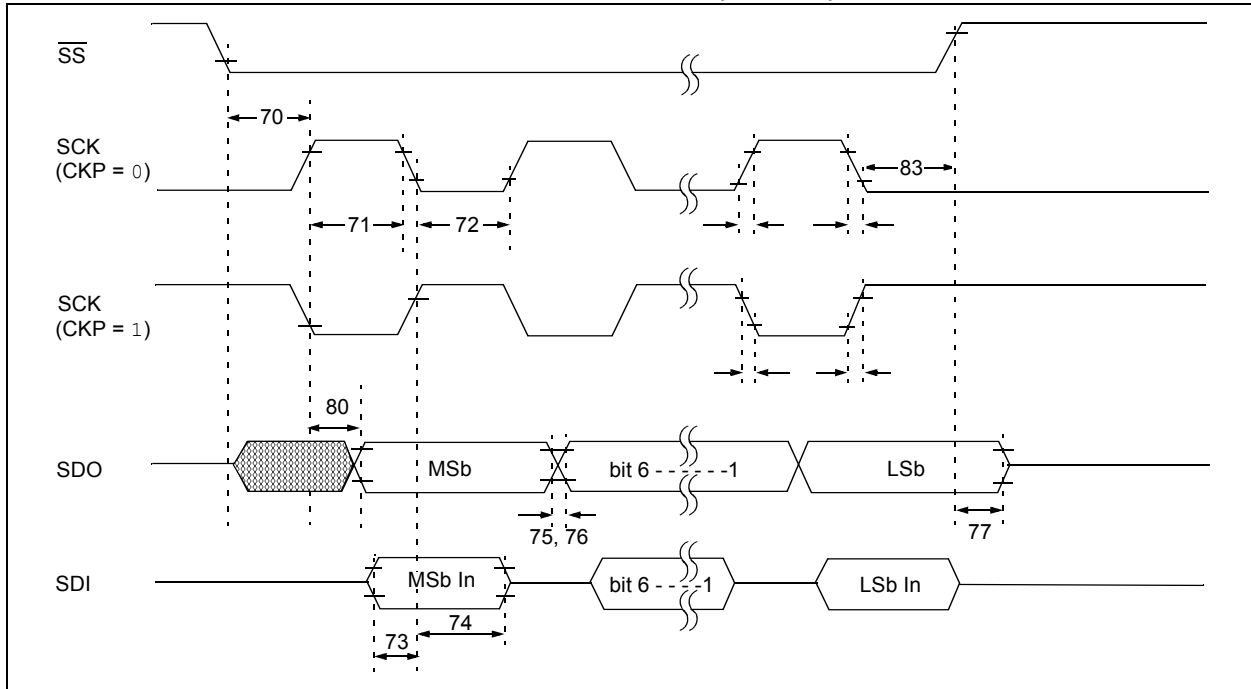 SS
70
SCK
(CKP = 0)
83
71
72
SCK
(CKP = 1)
80
SDO
MSb
bit 6 - - - - - -1
LSb
75, 76
77
SDI
MSb In
bit 6 - - - -1
LSb In
74
73